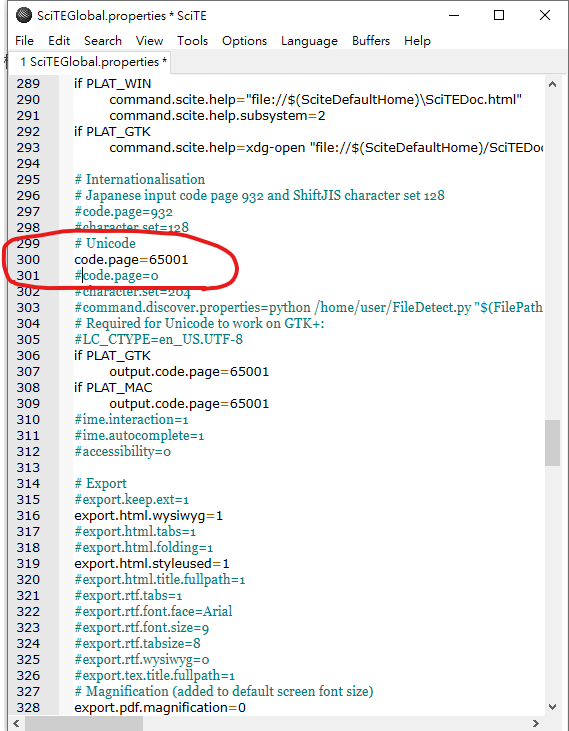 SciTEGlobal.properties * SciTE
File Edit Search View Tools Options Language Buffers Help
1 SciTEGlobal.properties *
289 if PLAT_WIN
290 command.scite.help="file://$(SciteDefaultHome)\SciTEDoc.html"
291 command.scite.help.subsystem=2
292 if PLAT_GTK
293 command.scite.help=xdg-open "file://$(SciteDefaultHome)/SciTEDoc
294
295 # Internationalisation
296 # Japanese input code page 932 and ShiftJIS character set 128
297 #code.page=932
298 #character.set=128
299 # Unicode
300 code.page=65001
301 #code.page=0
302 #character.set=204
303 #command.discover.properties=python /home/user/FileDetect.py "$(FilePath
304 # Required for Unicode to work on GTK+:
305 #LC_CTYPE=en_US.UTF-8
306 if PLAT_GTK
307 output.code.page=65001
308 if PLAT_MAC
309 output.code.page=65001
310 #ime.interaction=1
311 #ime.autocomplete=1
312 #accessibility=0
313
314 # Export
315 #export.keep.ext=1
316 export.html.wysiwyg=1
317 #export.html.tabs=1
318 #export.html.folding=1
319 export.html.styleused=1
320 #export.html.title.fullpath=1
321 #export.rtf.tabs=1
322 #export.rtf.font.face=Arial
323 #export.rtf.font.size=9
324 #export.rtf.tabsize=8
325 #export.rtf.wysiwyg=0
326 #export.tex.title.fullpath=1
327 # Magnification (added to default screen font size)
328 export.pdf.magnification=0